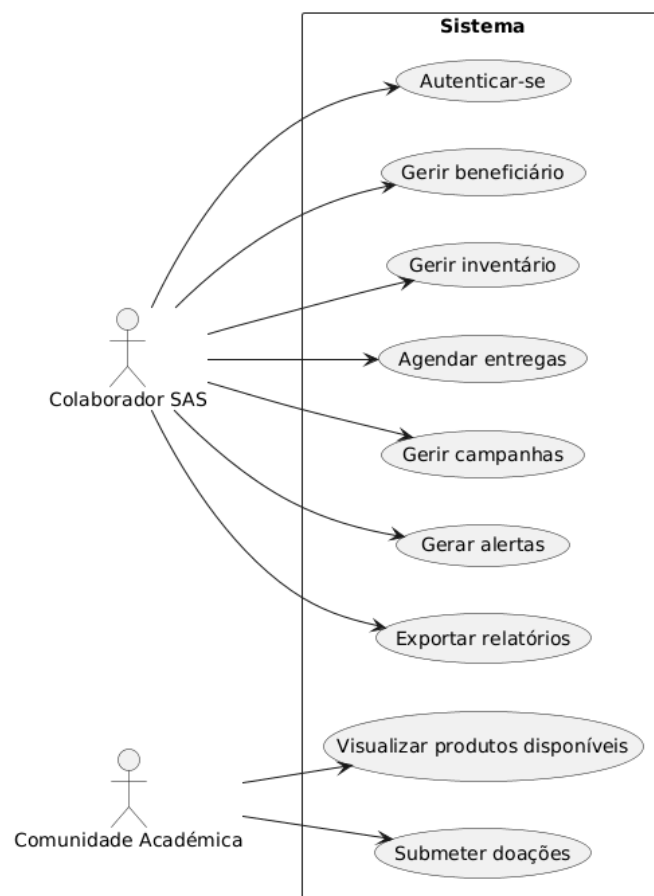 Sistema
Autenticar-se
Gerir beneficiário
Gerir inventário
Agendar entregas
Colaborador SAS
Gerir campanhas
Gerar alertas
Exportar relatórios
Visualizar produtos disponíveis
Comunidade Académica
Submeter doações